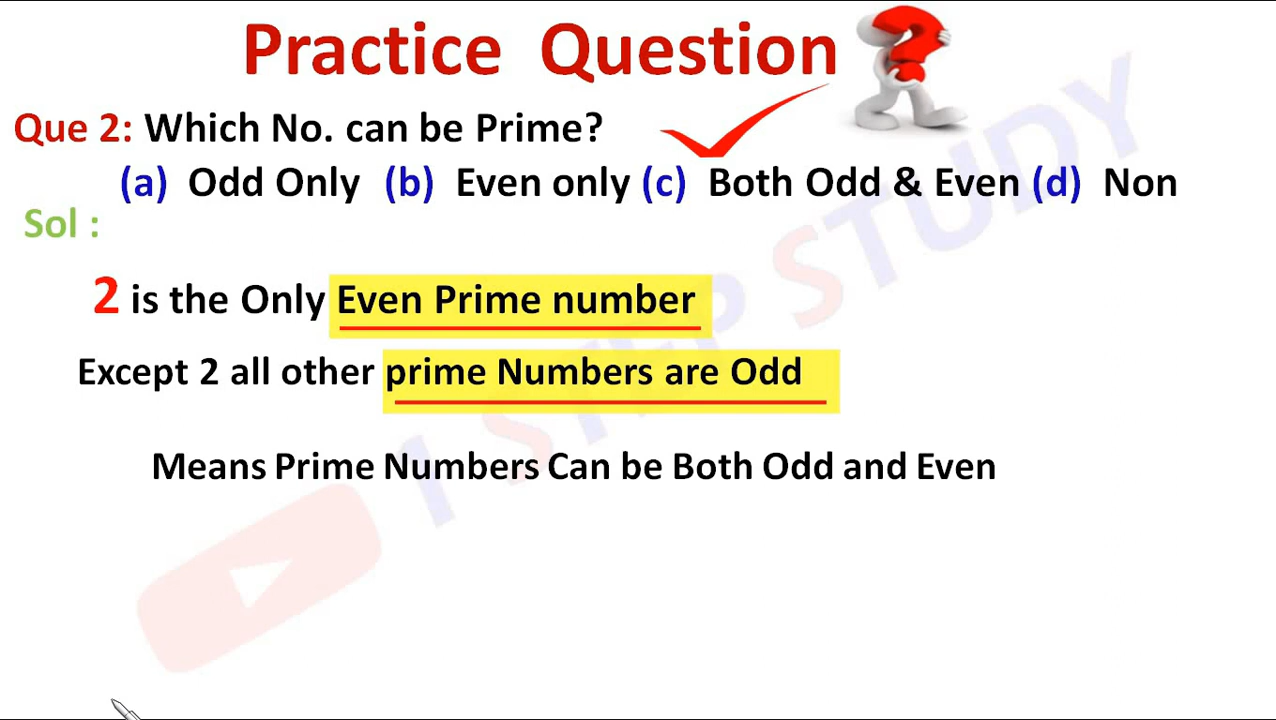 Practice Question
Que 2: Which No. can be Prime?
(a) Odd Only (b) Even only (c) Both Odd & Even (d) Non
Sol :
2 is the Only Even Prime number
Except 2 all other prime Numbers are Odd
Means Prime Numbers Can be Both Odd and Even
I STEP STUDY